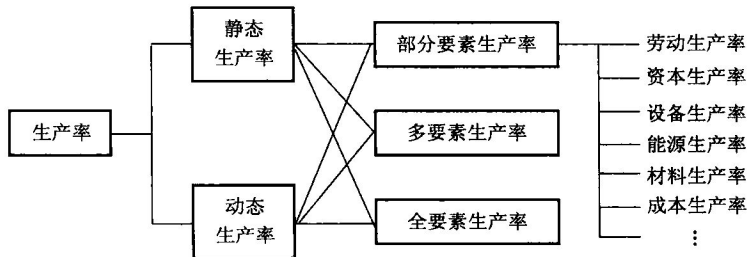 生产率
静态
生产率
动态
生产率
部分要素生产率
多要素生产率
全要素生产率
劳动生产率
资本生产率
设备生产率
能源生产率
材料生产率
成本生产率
⋮